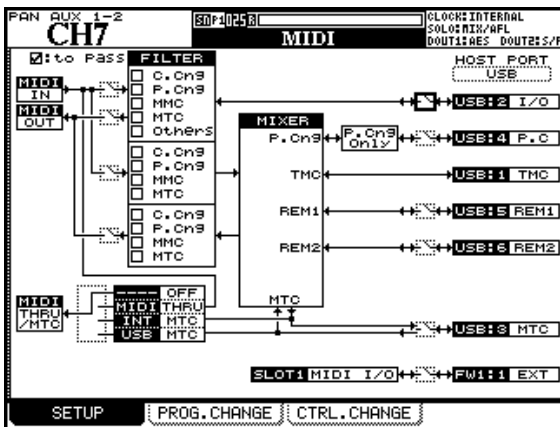 PAN AUX 1-2
CH7
SNP1 025 R
MIDI
CLOCK:INTERNAL
SOLO:MIX/AFL
DOUT1:AES DOUT2:S/P
☑:to pass
FILTER
HOST PORT
USB
MIDI IN
MIDI OUT
C.Cng
P.Cng
MMC
MTC
Others
C.Cng
P.Cng
MMC
MTC
C.Cng
P.Cng
MMC
MTC
MIXER
P.Cng
TMC
REM1
REM2
MTC
P.Cng Only
USB:2 I/O
USB:4 P.C
USB:1 TMC
USB:5 REM1
USB:6 REM2
USB:3 MTC
MIDI THRU /MTC
---- OFF
MIDI THRU
INT MTC
USB MTC
SLOT1 MIDI I/O
FW1:1 EXT
SETUP
PROG.CHANGE
CTRL.CHANGE